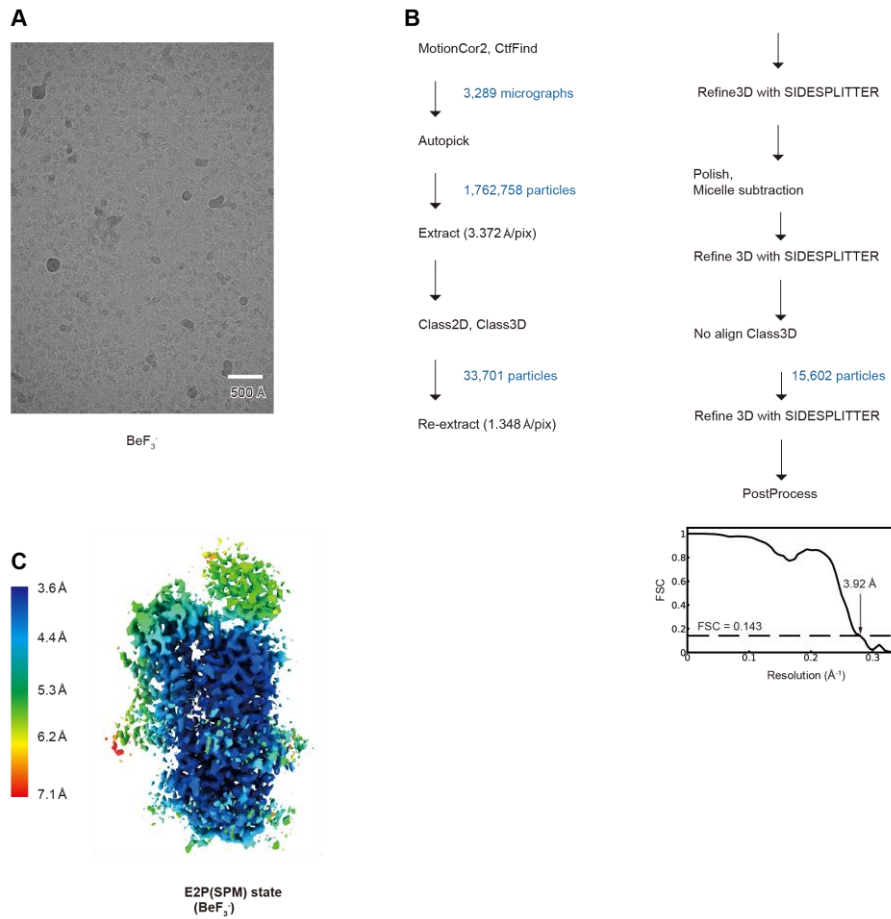 A
500 Å
BeF₃⁻
B
MotionCor2, CtfFind
3,289 micrographs
Autopick
1,762,758 particles
Extract (3.372 Å/pix)
Class2D, Class3D
33,701 particles
Re-extract (1.348 Å/pix)
Refine3D with SIDESPLITTER
Polish,
Micelle subtraction
Refine 3D with SIDESPLITTER
No align Class3D
15,602 particles
Refine 3D with SIDESPLITTER
PostProcess
1
0.8
0.6
0.4
0.2
0
FSC
3.92 Å
FSC = 0.143
0 0.1 0.2 0.3
Resolution (Å⁻¹)
C
3.6 Å
4.4 Å
5.3 Å
6.2 Å
7.1 Å
E2P(SPM) state
(BeF₃⁻)